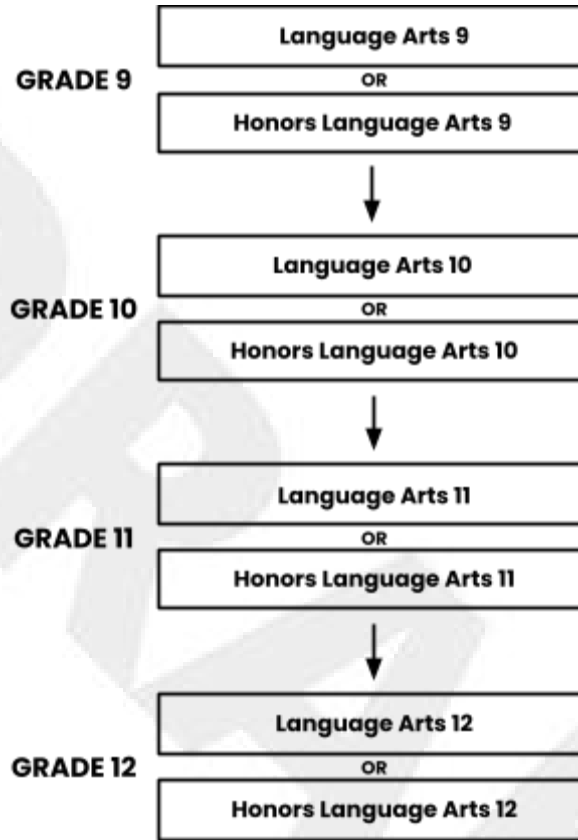 Language Arts 9
GRADE 9
OR
Honors Language Arts 9
Language Arts 10
GRADE 10
OR
Honors Language Arts 10
Language Arts 11
GRADE 11
OR
Honors Language Arts 11
Language Arts 12
GRADE 12
OR
Honors Language Arts 12